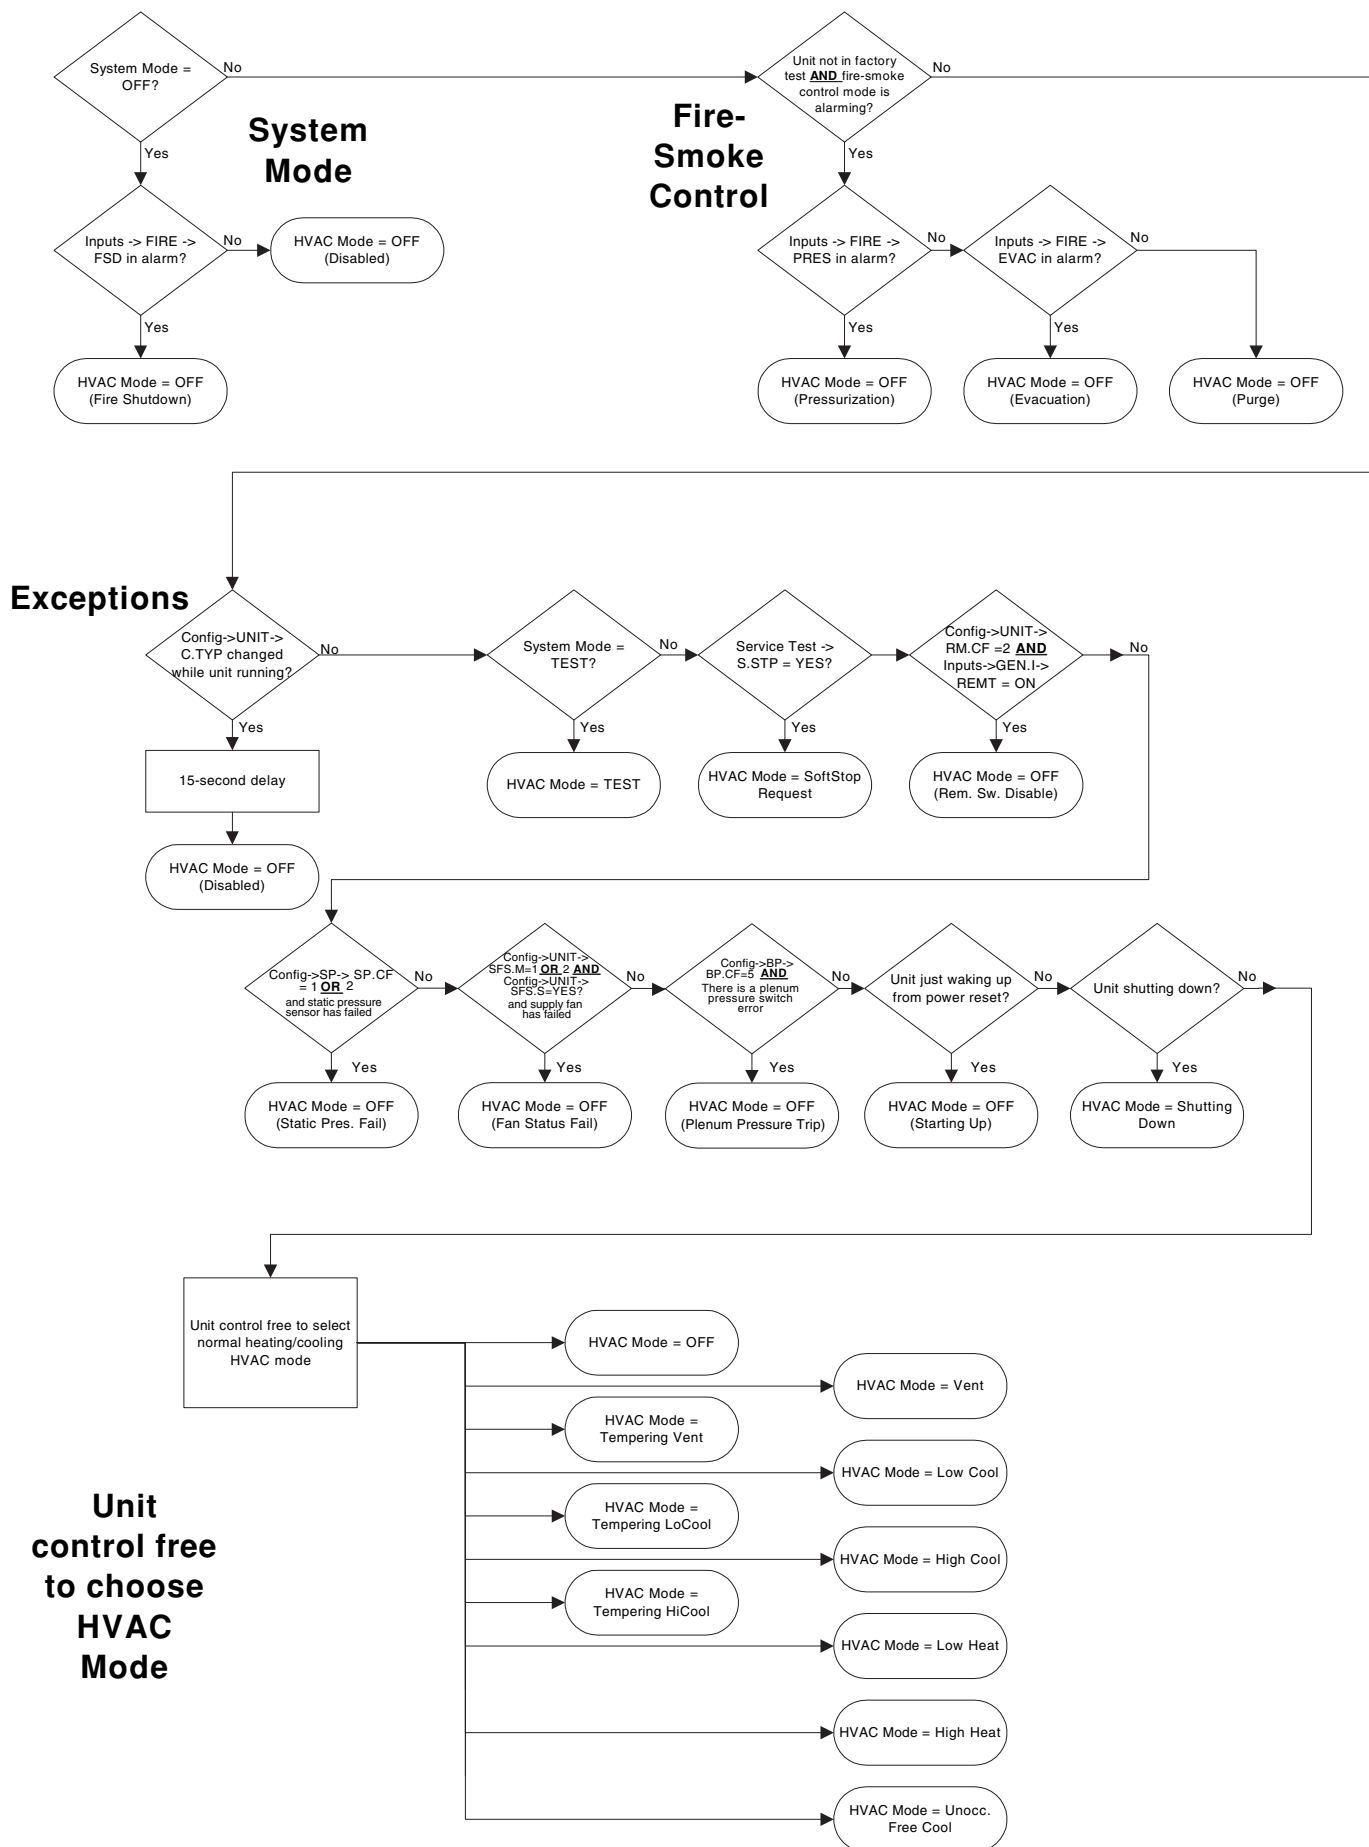 System Mode =
OFF?
No
Yes
System
Mode
Inputs -> FIRE ->
FSD in alarm?
No
HVAC Mode = OFF
(Disabled)
Yes
HVAC Mode = OFF
(Fire Shutdown)
Unit not in factory
test AND fire-smoke
control mode is
alarming?
No
Yes
Fire-
Smoke
Control
Inputs -> FIRE ->
PRES in alarm?
No
Inputs -> FIRE ->
EVAC in alarm?
No
Yes
Yes
HVAC Mode = OFF
(Pressurization)
HVAC Mode = OFF
(Evacuation)
HVAC Mode = OFF
(Purge)
Exceptions
Config->UNIT->
C.TYP changed
while unit running?
No
Yes
15-second delay
HVAC Mode = OFF
(Disabled)
System Mode =
TEST?
No
Yes
HVAC Mode = TEST
Service Test ->
S.STP = YES?
Yes
HVAC Mode = SoftStop
Request
Config->UNIT->
RM.CF =2 AND
Inputs->GEN.I->
REMT = ON
No
Yes
HVAC Mode = OFF
(Rem. Sw. Disable)
Config->SP-> SP.CF
= 1 OR 2
and static pressure
sensor has failed
No
Yes
HVAC Mode = OFF
(Static Pres. Fail)
Config->UNIT->
SFS.M=1 OR 2 AND
Config->UNIT->
SFS.S=YES?
and supply fan
has failed
No
Yes
HVAC Mode = OFF
(Fan Status Fail)
Config->BP->
BP.CF=5 AND
There is a plenum
pressure switch
error
No
Yes
HVAC Mode = OFF
(Plenum Pressure Trip)
Unit just waking up
from power reset?
No
Yes
HVAC Mode = OFF
(Starting Up)
Unit shutting down?
No
Yes
HVAC Mode = Shutting
Down
Unit control free to select
normal heating/cooling
HVAC mode
HVAC Mode = OFF
HVAC Mode = Vent
HVAC Mode =
Tempering Vent
HVAC Mode = Low Cool
HVAC Mode =
Tempering LoCool
HVAC Mode = High Cool
HVAC Mode =
Tempering HiCool
HVAC Mode = Low Heat
HVAC Mode = High Heat
HVAC Mode = Unocc.
Free Cool
Unit
control free
to choose
HVAC
Mode